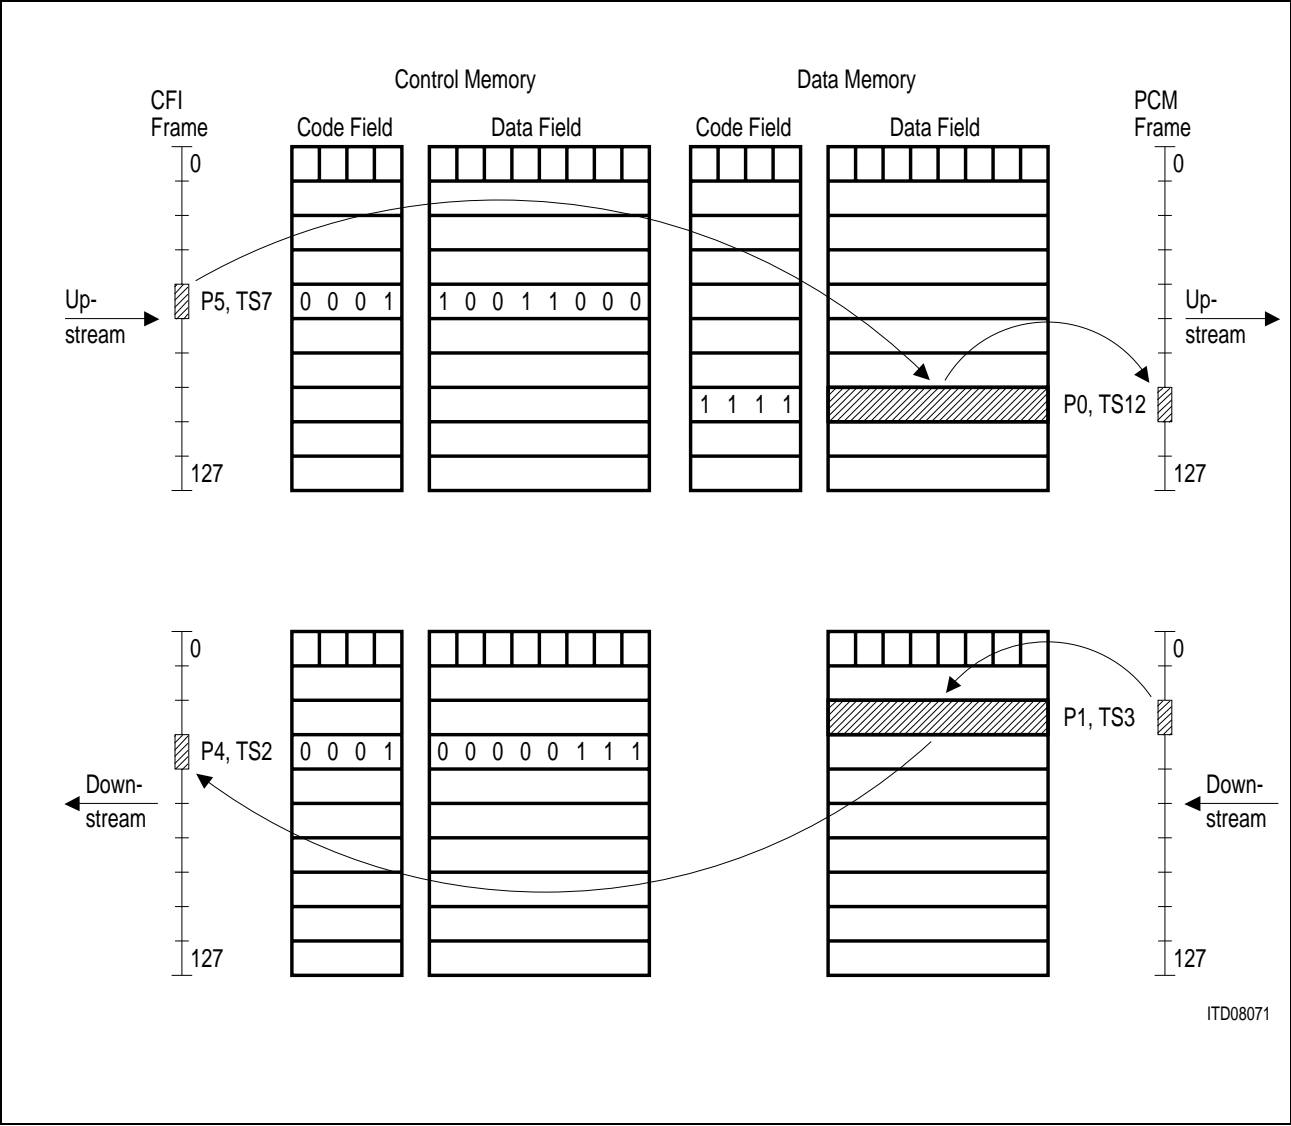 Control Memory Data Memory
CFI
Frame
PCM
Frame
Code Field Data Field Code Field Data Field
0 0
Up-
stream
P5, TS7 0 0 0 1 1 0 0 1 1 0 0 0
Up-
stream
1 1 1 1 P0, TS12
127 127
0 0
P1, TS3
P4, TS2 0 0 0 1 0 0 0 0 0 1 1 1
Down-
stream
Down-
stream
127 127
ITD08071